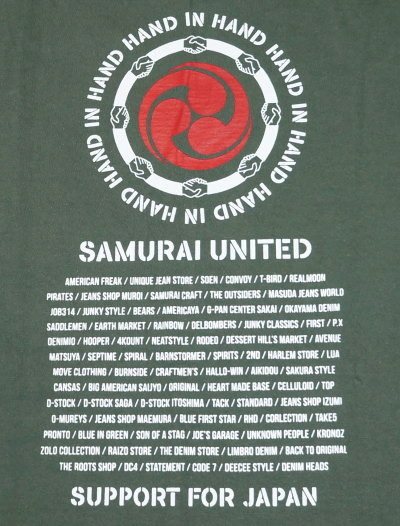 HAND IN HAND HAND IN HAND HAND IN HAND HAND IN HAND
SAMURAI UNITED
AMERICAN FREAK / UNIQUE JEAN STORE / SOEN / CONVOY / T-BIRD / REALMOON
PIRATES / JEANS SHOP MUROI / SAMURAI CRAFT / THE OUTSIDERS / MASUDA JEANS WORLD
JOB314 / JUNKY STYLE / BEARS / AMERICAYA / G-PAN CENTER SAKAI / OKAYAMA DENIM
SADDLEMEN / EARTH MARKET / RAINBOW / DELBOMBERS / JUNKY CLASSICS / FIRST / P.X
DENIMIO / HOOPER / 4KOUNT / NEATSTYLE / RODEO / DESSERT HILL'S MARKET / AVENUE
MATSUYA / SEPTIME / SPIRAL / BARNSTORMER / SPIRITS / 2ND / HARLEM STORE / LUA
MOVE CLOTHING / BURNSIDE / CRAFTMEN'S / HALLO-WIN / AIKIDOU / SAKURA STYLE
CANSAS / BIG AMERICAN SAIJYO / ORIGINAL / HEART MADE BASE / CELLULOID / TOP
D-STOCK / D-STOCK SAGA / D-STOCK ITOSHIMA / TACK / STANDARD / JEANS SHOP IZUMI
O-MUREYS / JEANS SHOP MAEMURA / BLUE FIRST STAR / RHO / CORLECTION / TAKE5
PRONTO / BLUE IN GREEN / SON OF A STAG / JOE'S GARAGE / UNKNOWN PEOPLE / KRONOZ
ZOLO COLLECTION / RAIZO STORE / THE DENIM STORE / LIMBRO DENIM / BACK TO ORIGINAL
THE ROOTS SHOP / DC4 / STATEMENT / CODE 7 / DEECEE STYLE / DENIM HEADS
SUPPORT FOR JAPAN